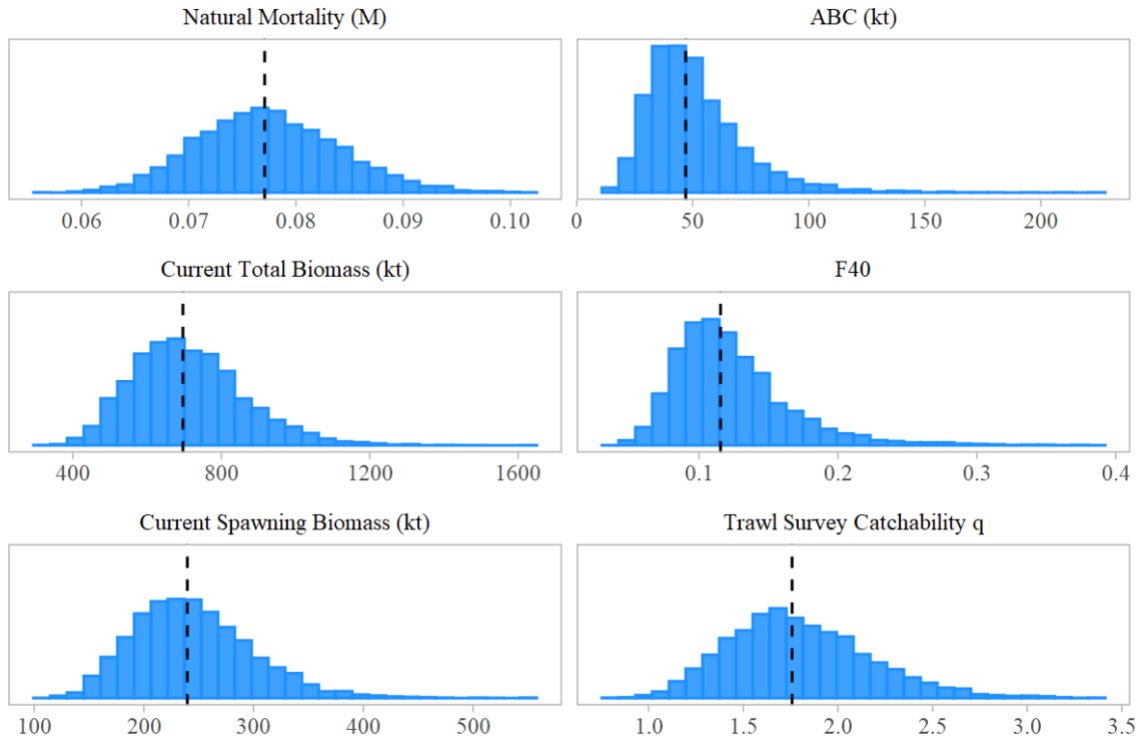 Natural Mortality (M)
0.06 0.07 0.08 0.09 0.10
ABC (kt)
0 50 100 150 200
Current Total Biomass (kt)
400 800 1200 1600
F40
0.1 0.2 0.3 0.4
Current Spawning Biomass (kt)
100 200 300 400 500
Trawl Survey Catchability q
1.0 1.5 2.0 2.5 3.0 3.5